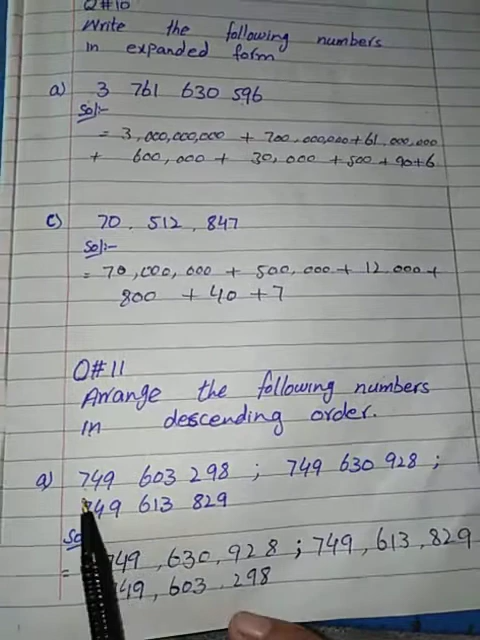 Q#10
Write the following numbers
in expanded form
a) 3 761 630 596
Sol:-
= 3,000,000,000 + 700,000,000 + 61,000,000
+ 600,000 + 30,000 + 500 + 90 + 6
c) 70 . 512 , 847
Sol:-
= 70,000,000 + 500,000 + 12,000 +
800 + 40 + 7
Q#11
Arrange the following numbers
in descending order.
a) 749 603 298 ; 749 630 928 ;
749 613 829
749 , 630 , 928 ; 749 , 613 , 829
= 749 , 603 . 298